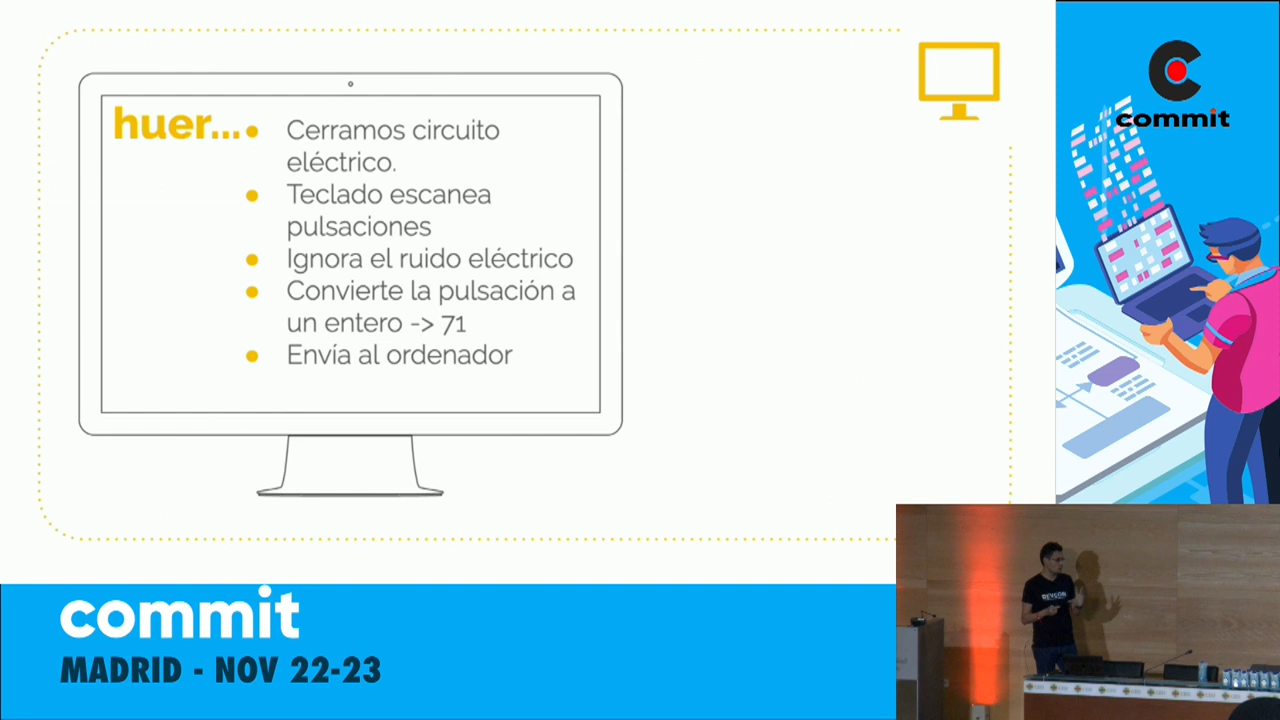 huer...
Cerramos circuito
eléctrico.
Teclado escanea
pulsaciones
Ignora el ruido eléctrico
Convierte la pulsación a
un entero -> 71
Envía al ordenador
commit
commit
MADRID - NOV 22-23